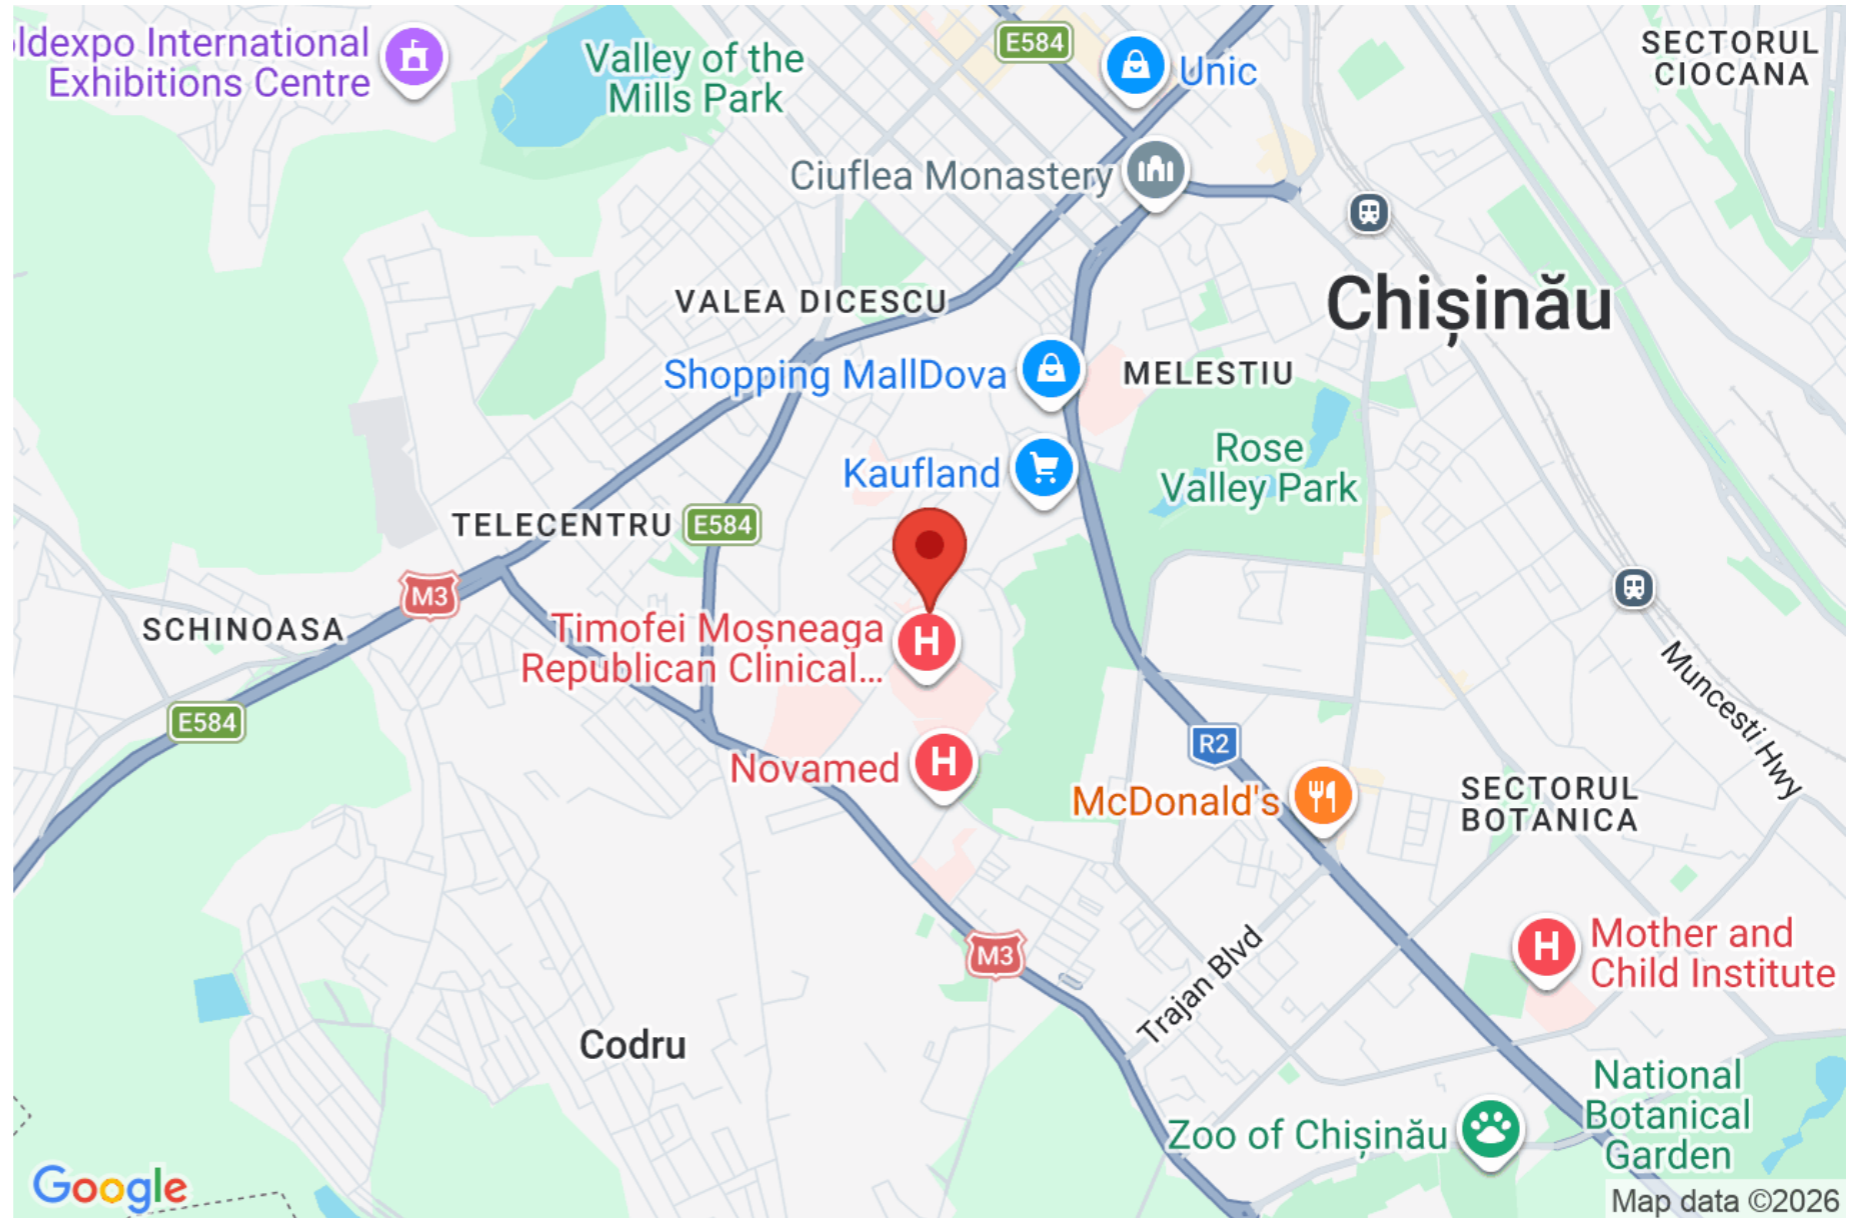 ldexpo International
Exhibitions Centre
Valley of the
Mills Park
E584
Unic
SECTORUL
CIOCANA
Ciuflea Monastery
VALEA DICESCU
Chișinău
Shopping MallDova
MELESTIU
Kaufland
Rose
Valley Park
TELECENTRU
E584
M3
SCHINOASA
Timofei Moșneaga
Republican Clinical...
H
Muncesti Hwy
E584
R2
Novamed
H
McDonald's
SECTORUL
BOTANICA
M3
Trajan Blvd
H
Mother and
Child Institute
Codru
National
Botanical
Garden
Zoo of Chișinău
Google
Map data ©2026